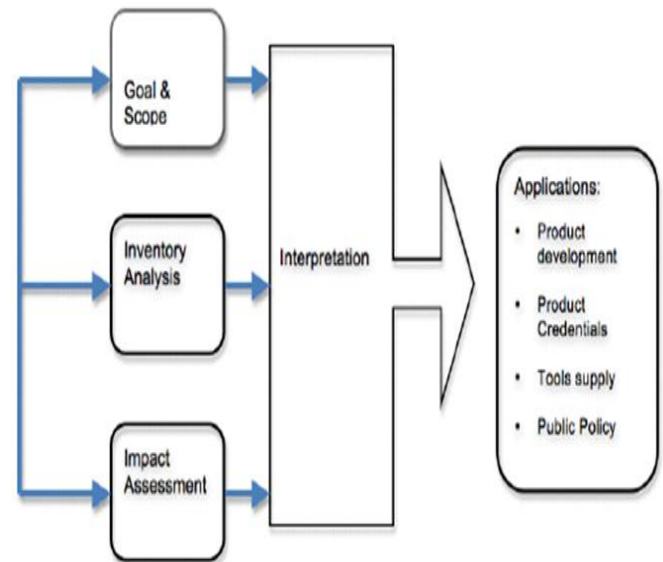 Goal &
Scope
Inventory
Analysis
Impact
Assessment
Interpretation
Applications:
• Product
development
• Product
Credentials
• Tools supply
• Public Policy